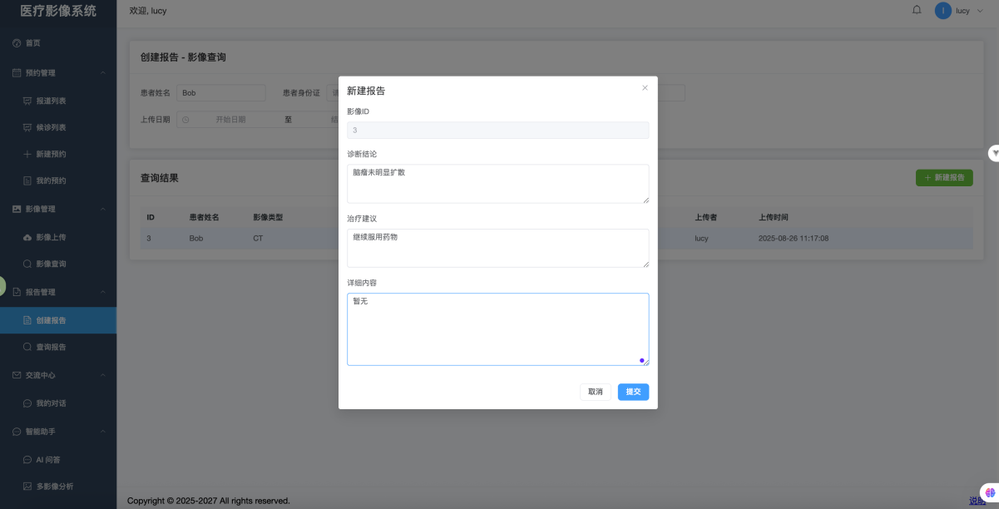 医疗影像系统
欢迎, lucy
l lucy
首页
预约管理
报道列表
候诊列表
新建预约
我的预约
影像管理
影像上传
影像查询
报告管理
创建报告
查询报告
交流中心
我的对话
智能助手
AI 问答
多影像分析
创建报告 - 影像查询
患者姓名 Bob 患者身份证 请
上传日期 开始日期 至 结
查询结果
新建报告
ID 患者姓名 影像类型 上传者 上传时间
3 Bob CT lucy 2025-08-26 11:17:08
新建报告
影像ID
3
诊断结论
脑瘤未明显扩散
治疗建议
继续服用药物
详细内容
暂无
取消 提交
Copyright © 2025-2027 All rights reserved.
说明